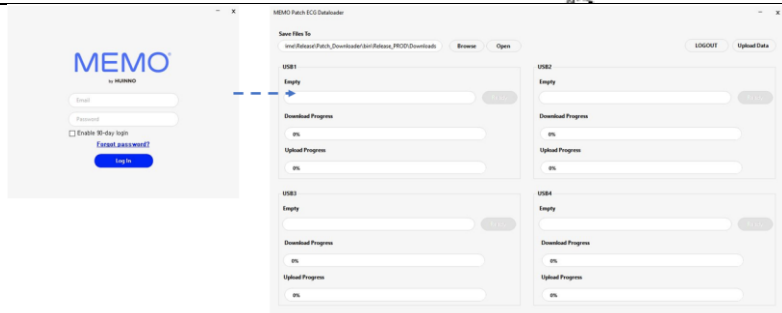 MEMO
by HUINNO
Email
Password
Enable 90-day login
Forgot password?
Log In
MEMO Patch ECG Dataloader
Save Files To
ime\Release\Patch_Downloader\bin\Release_PROD\Downloads
Browse
Open
LOGOUT
Upload Data
USB1
Empty
Download Progress
0%
Upload Progress
0%
USB2
Empty
Download Progress
0%
Upload Progress
0%
USB3
Empty
Download Progress
0%
Upload Progress
0%
USB4
Empty
Download Progress
0%
Upload Progress
0%